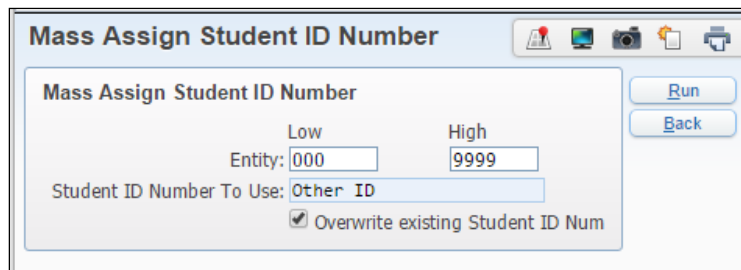 Mass Assign Student ID Number
Mass Assign Student ID Number
Run
Low High
Back
Entity: 000 9999
Student ID Number To Use: Other ID
Overwrite existing Student ID Num